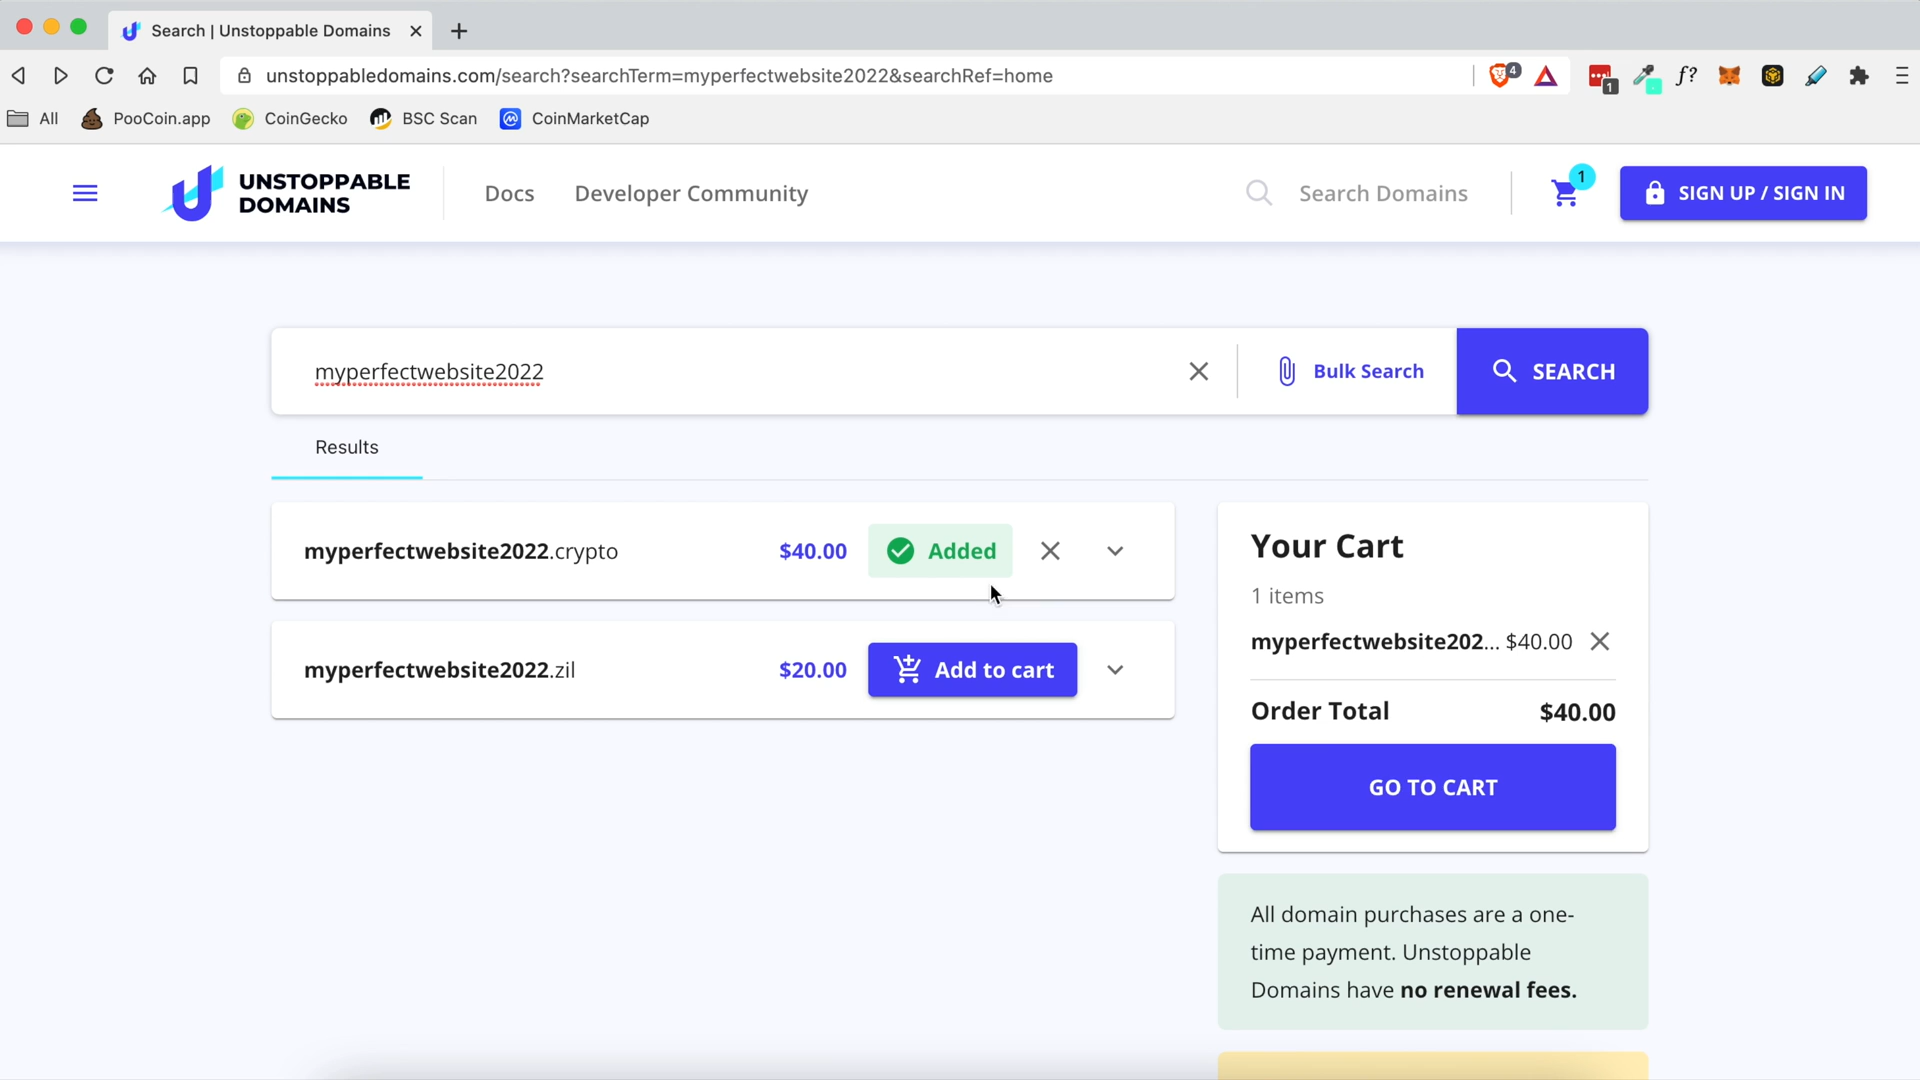 Search | Unstoppable Domains
unstoppabledomains.com/search?searchTerm=myperfectwebsite2022&searchRef=home
4
1
f?
All
PooCoin.app
CoinGecko
BSC Scan
CoinMarketCap
UNSTOPPABLE
DOMAINS
Docs
Developer Community
Search Domains
1
SIGN UP / SIGN IN
myperfectwebsite2022
Bulk Search
SEARCH
Results
myperfectwebsite2022.crypto
$40.00
Added
myperfectwebsite2022.zil
$20.00
Add to cart
Your Cart
1 items
myperfectwebsite202... $40.00
Order Total $40.00
GO TO CART
All domain purchases are a one-
time payment. Unstoppable
Domains have no renewal fees.